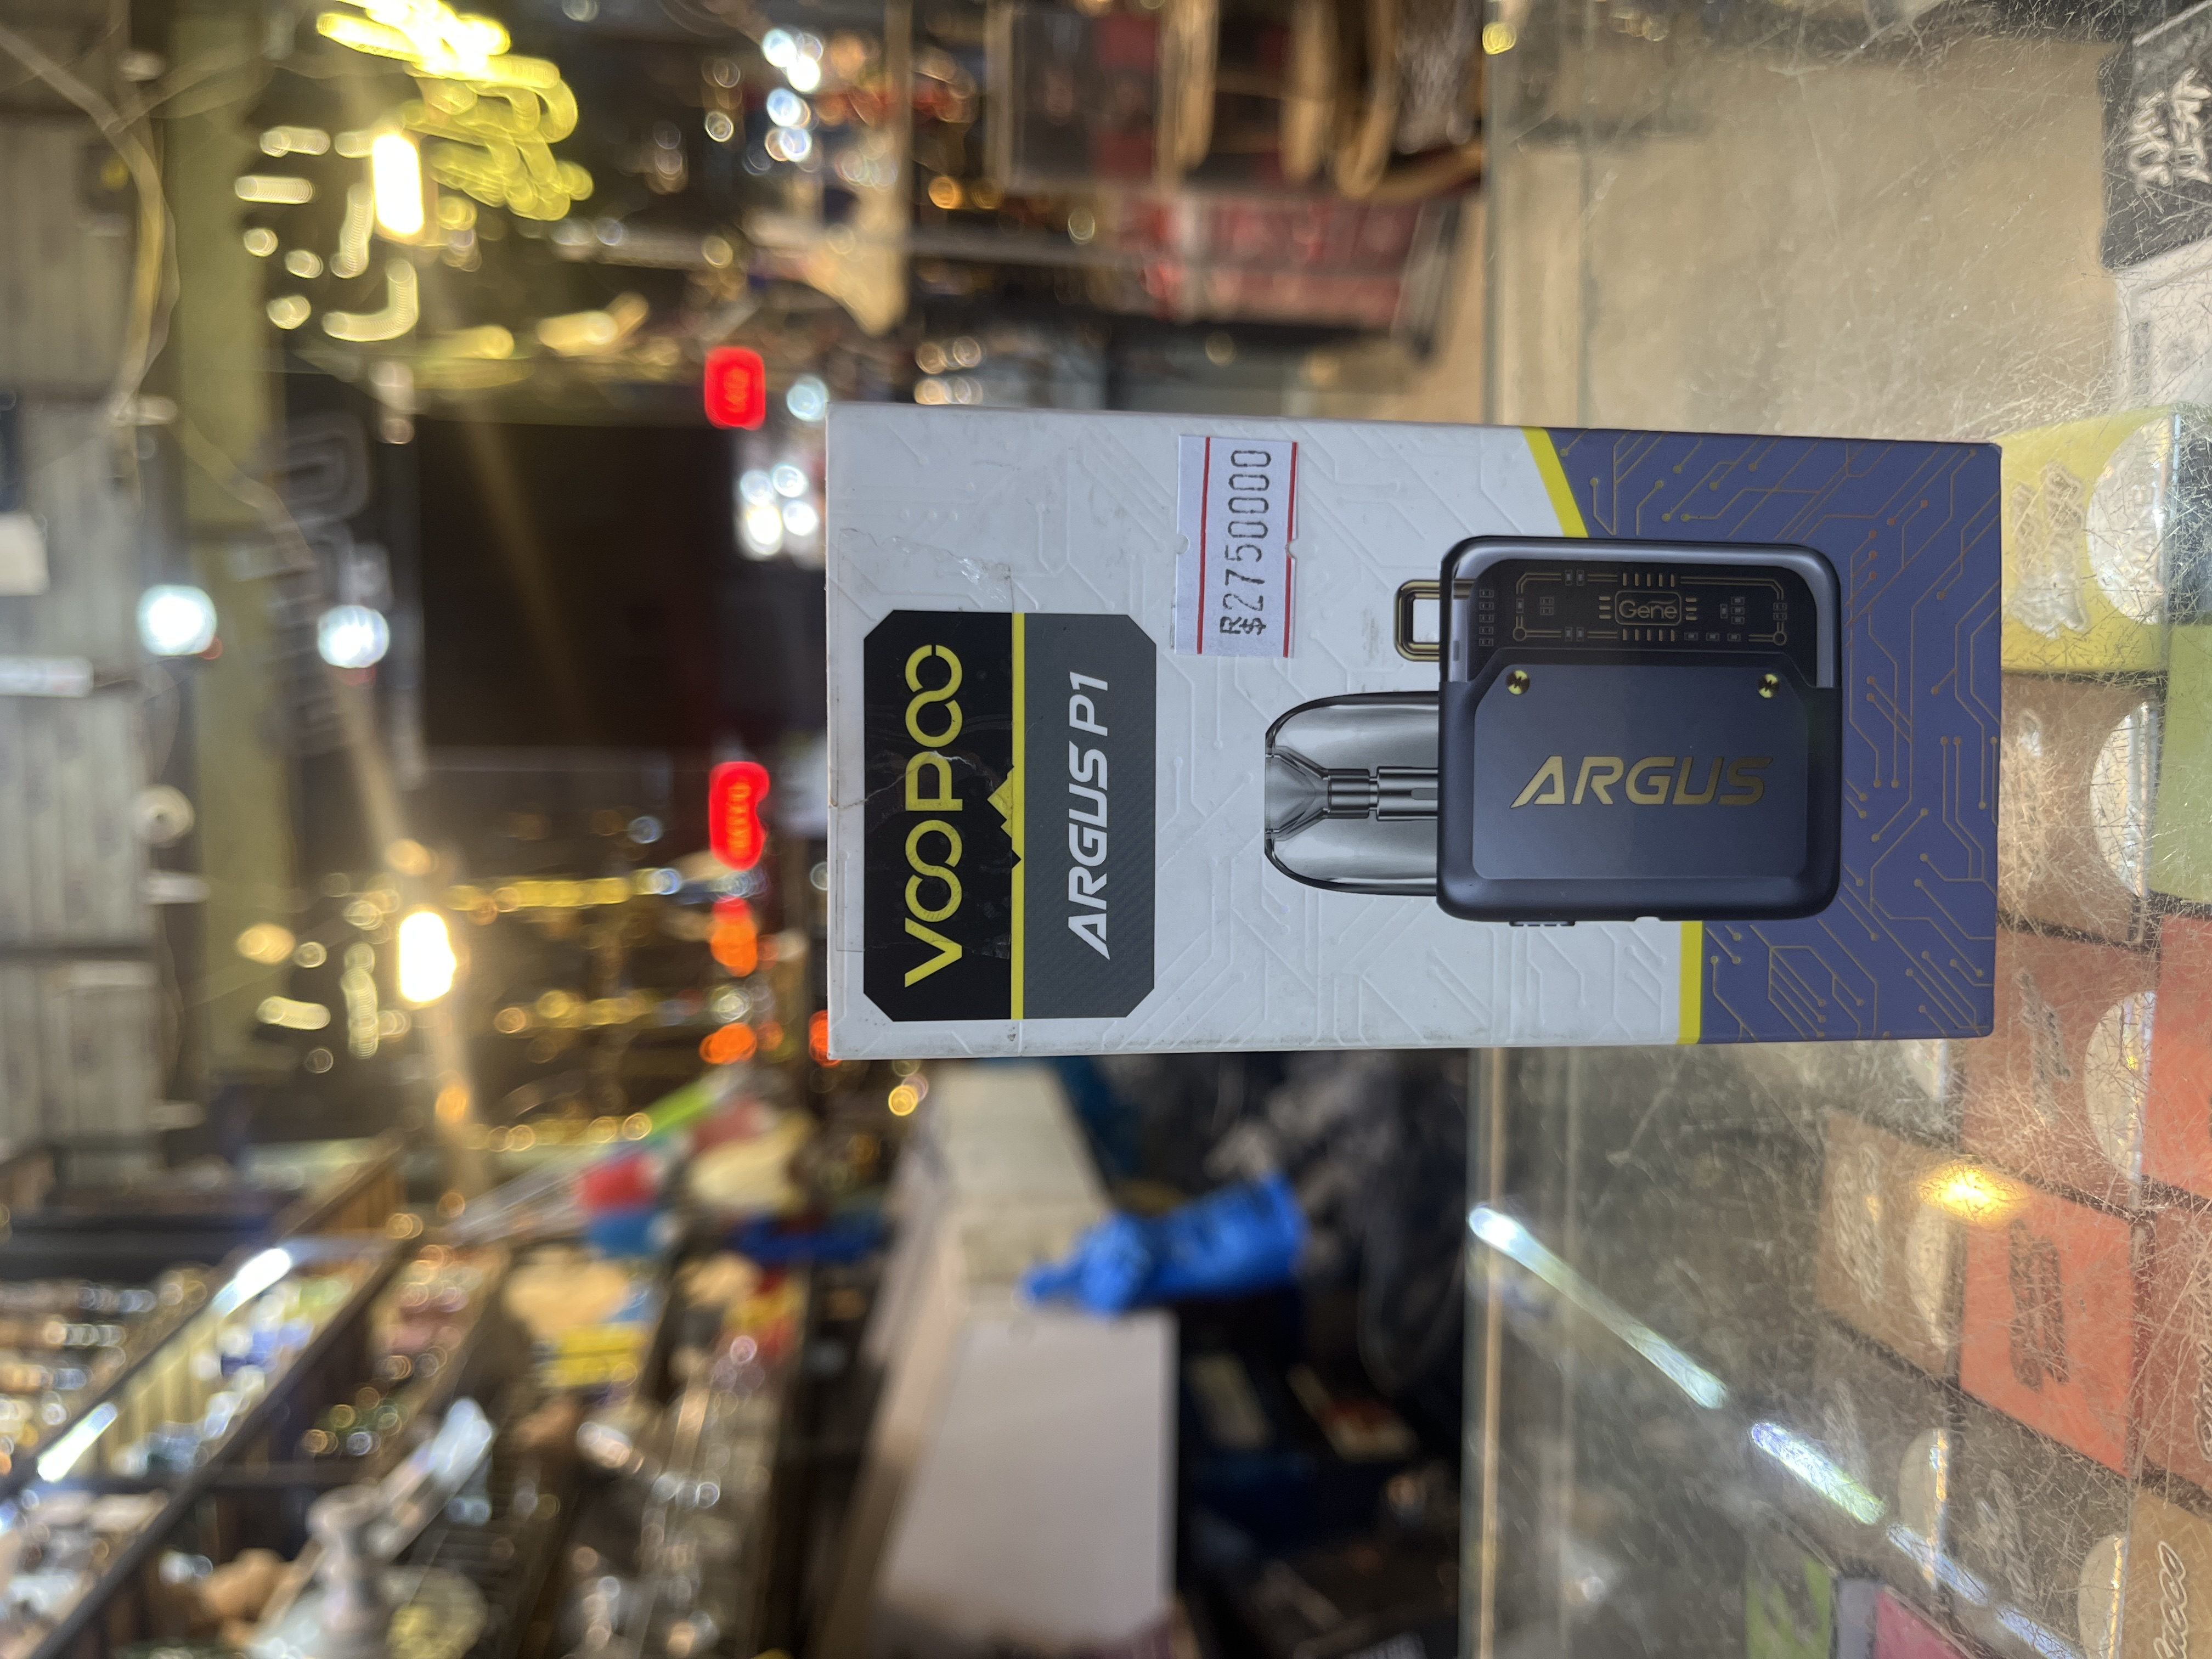 VOOPOO
ARGUS P1
R
$27500000
Gene
ARGUS